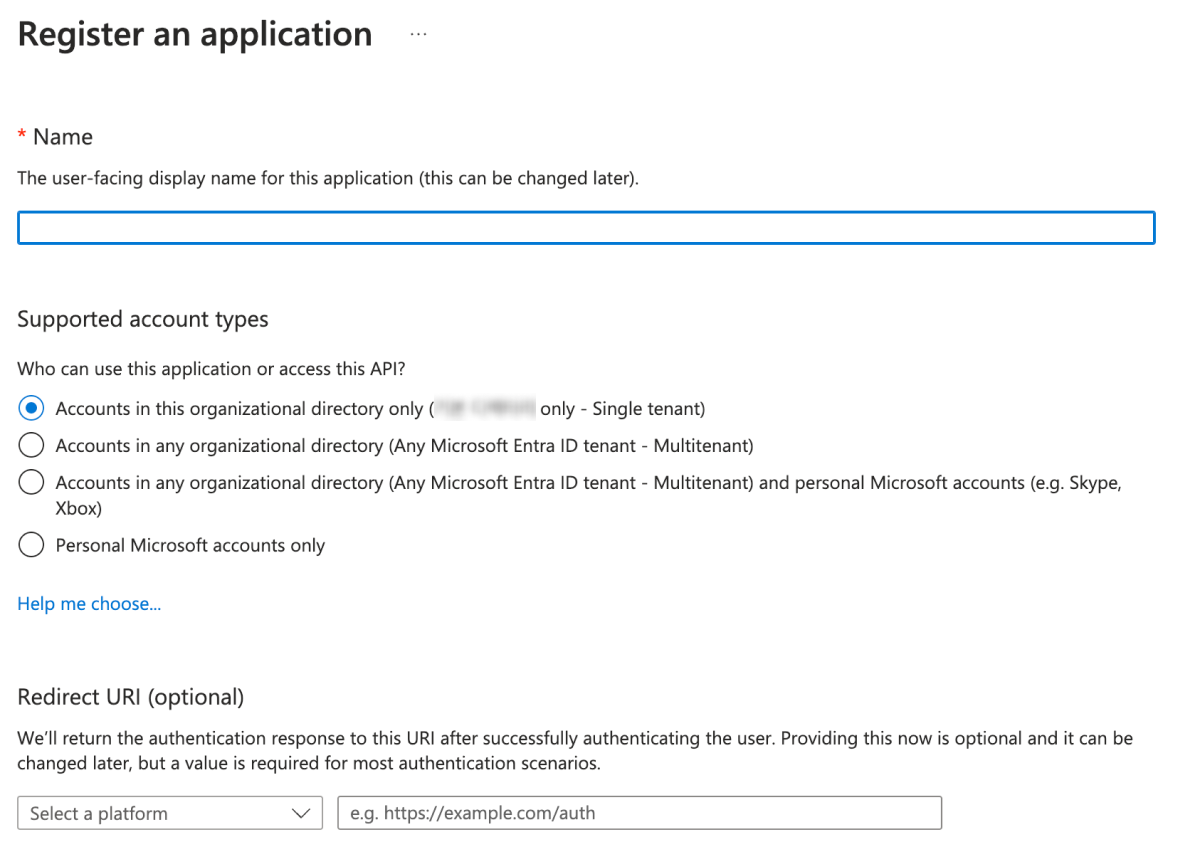 Register an application ...
* Name
The user-facing display name for this application (this can be changed later).
Supported account types
Who can use this application or access this API?
Accounts in this organizational directory only ( only - Single tenant)
Accounts in any organizational directory (Any Microsoft Entra ID tenant - Multitenant)
Accounts in any organizational directory (Any Microsoft Entra ID tenant - Multitenant) and personal Microsoft accounts (e.g. Skype,
Xbox)
Personal Microsoft accounts only
Help me choose...
Redirect URI (optional)
We’ll return the authentication response to this URI after successfully authenticating the user. Providing this now is optional and it can be
changed later, but a value is required for most authentication scenarios.
Select a platform e.g. https://example.com/auth